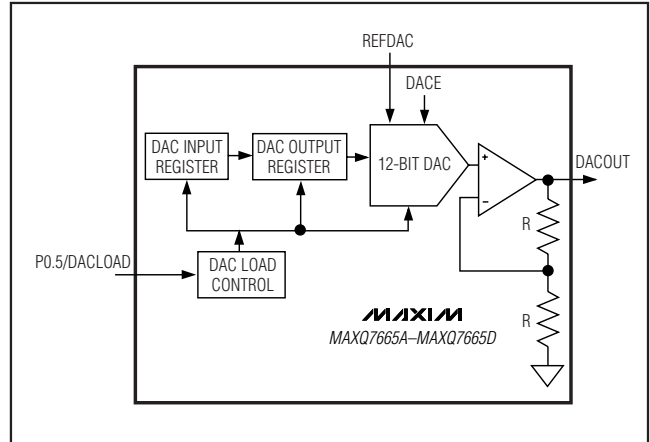 REFDAC
DACE
DAC INPUT
REGISTER
DAC OUTPUT
REGISTER
12-BIT DAC
+
-
DACOUT
R
P0.5/DACLOAD
DAC LOAD
CONTROL
R
MAXIM
MAXQ7665A–MAXQ7665D